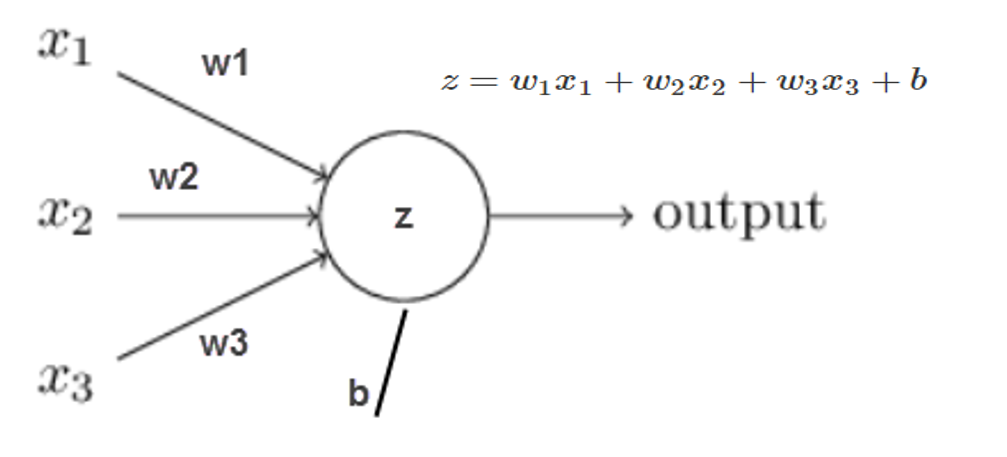 x₁
w1
z = w₁x₁ + w₂x₂ + w₃x₃ + b
w2
x₂
z
output
w3
x₃
b